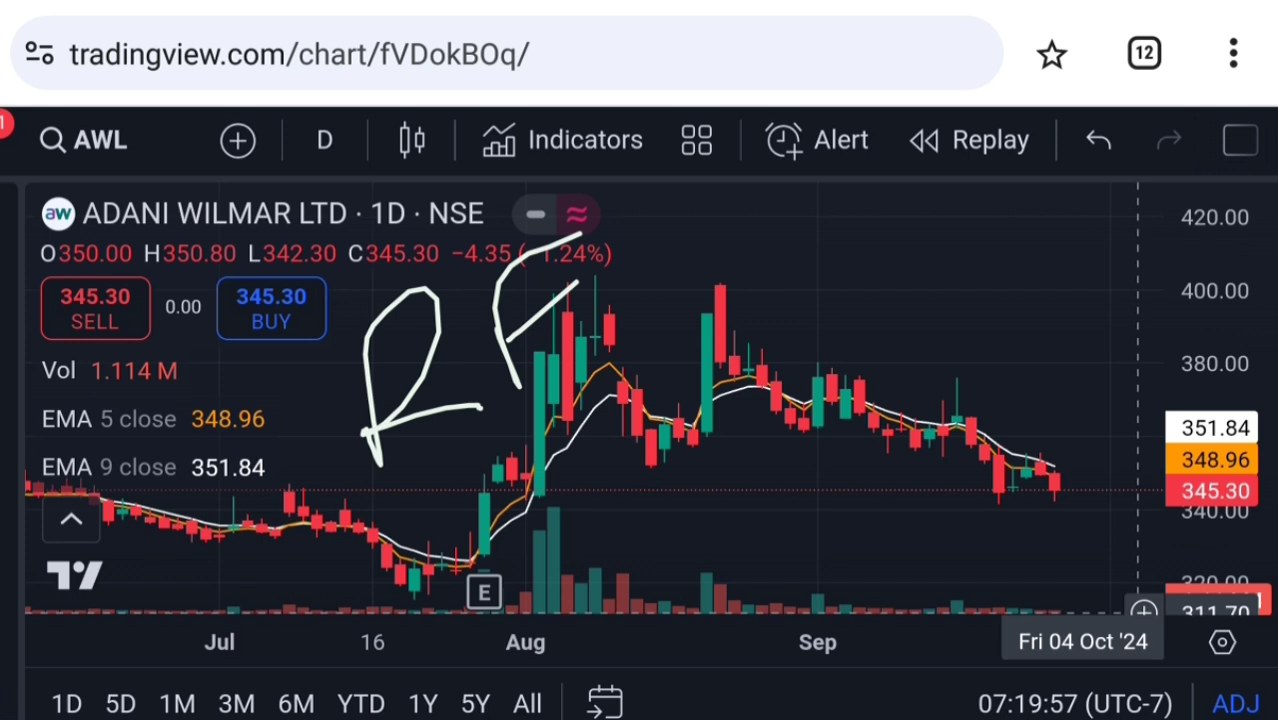 tradingview.com/chart/fVDokBOq/
12
1
AWL
D
Indicators
Alert
Replay
aw ADANI WILMAR LTD · 1D · NSE
O350.00 H350.80 L342.30 C345.30 −4.35 (−1.24%)
345.30
SELL
0.00
345.30
BUY
Vol 1.114 M
EMA 5 close 348.96
EMA 9 close 351.84
RF
420.00
400.00
380.00
351.84
348.96
345.30
340.00
320.00
311.70
E
Jul
16
Aug
Sep
Fri 04 Oct '24
1D 5D 1M 3M 6M YTD 1Y 5Y All
07:19:57 (UTC-7)
ADJ